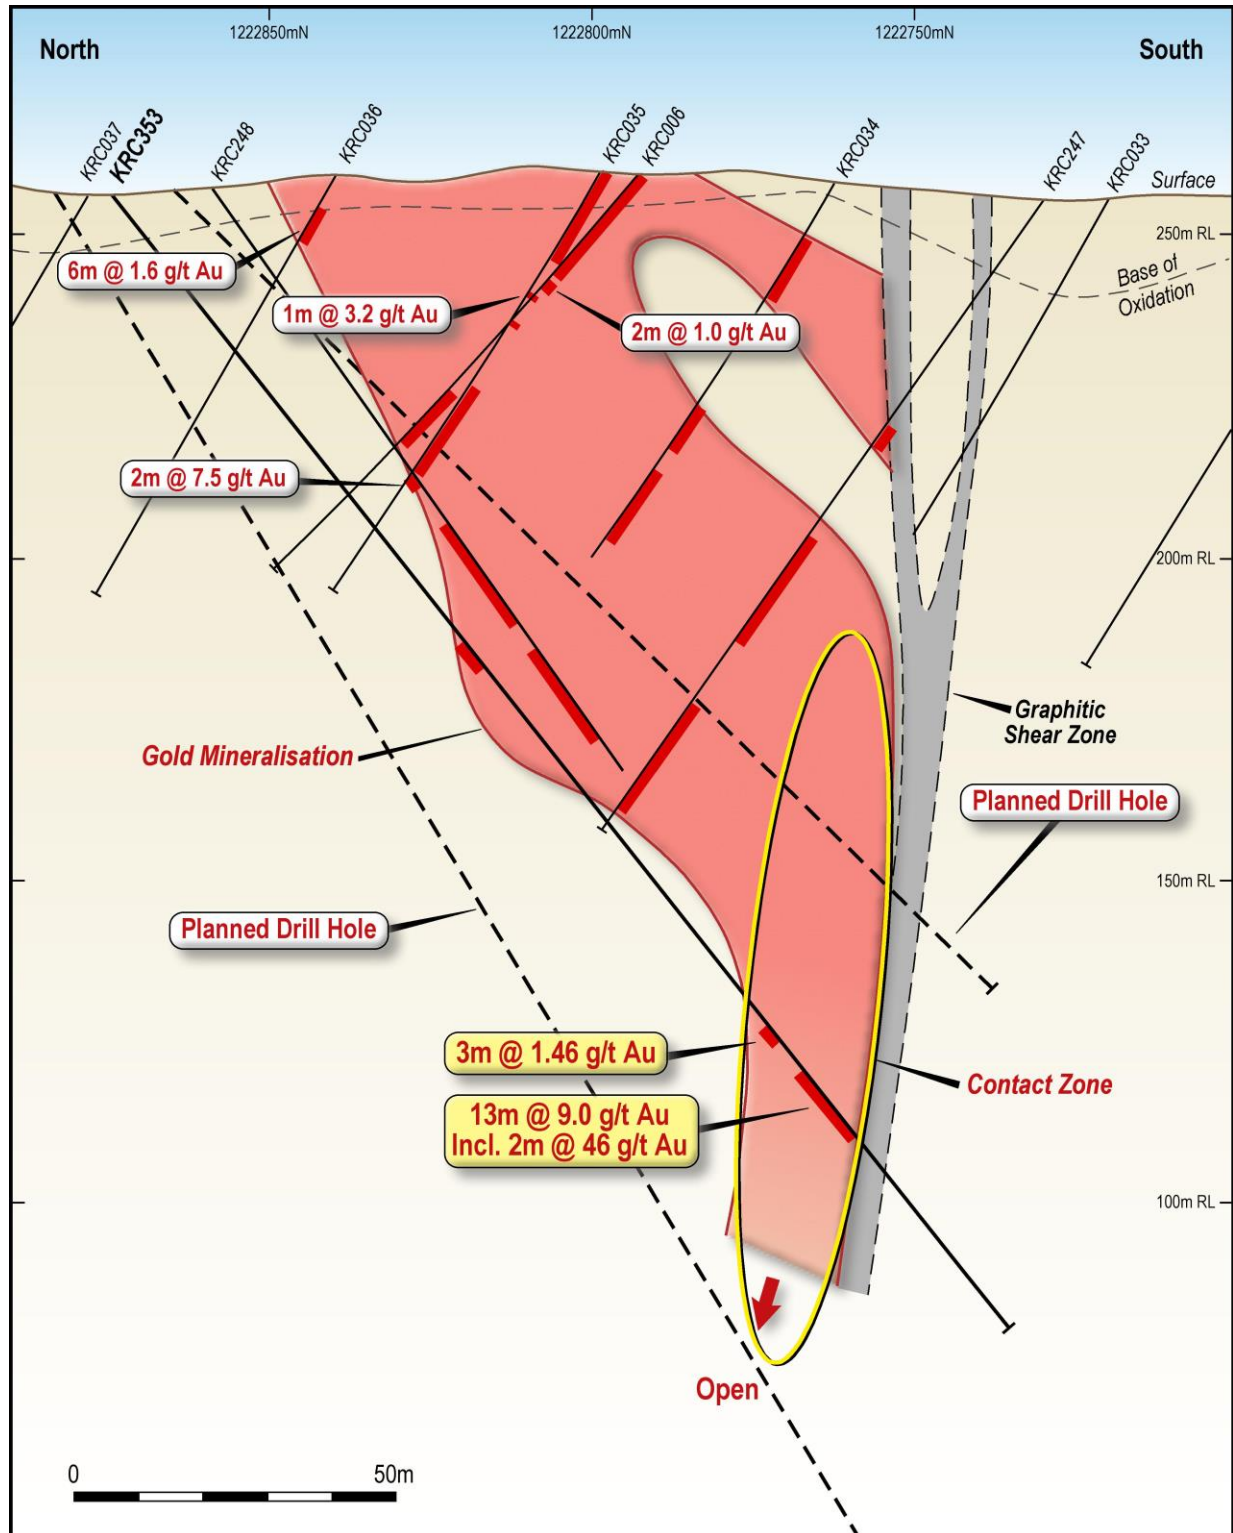 1222850mN
1222800mN
1222750mN
North
South
KRC037
KRC353
KRC248
KRC036
KRC035
KRC006
KRC034
KRC247
KRC033
Surface
250m RL
6m @ 1.6 g/t Au
Base of
Oxidation
1m @ 3.2 g/t Au
2m @ 1.0 g/t Au
2m @ 7.5 g/t Au
200m RL
Graphitic
Shear Zone
Gold Mineralisation
Planned Drill Hole
150m RL
Planned Drill Hole
3m @ 1.46 g/t Au
Contact Zone
13m @ 9.0 g/t Au
Incl. 2m @ 46 g/t Au
100m RL
Open
0
50m